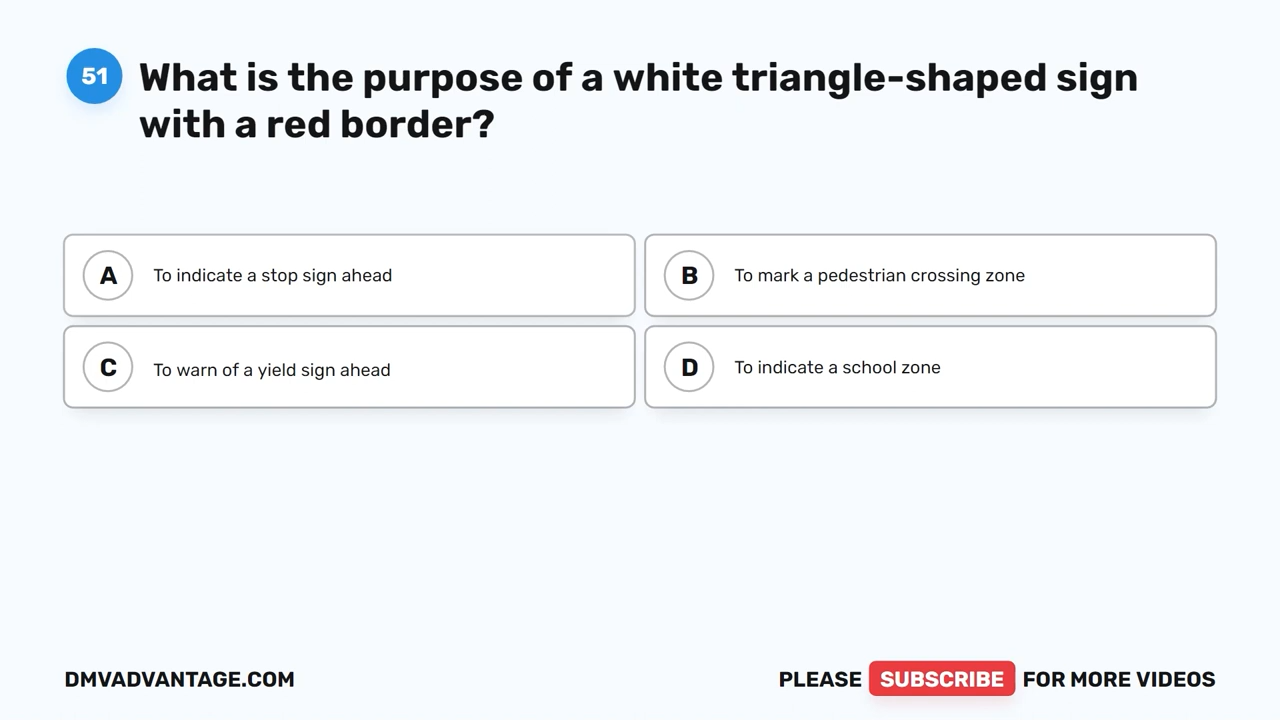 51
What is the purpose of a white triangle-shaped sign
with a red border?
A To indicate a stop sign ahead
B To mark a pedestrian crossing zone
C To warn of a yield sign ahead
D To indicate a school zone
DMVADVANTAGE.COM
PLEASE SUBSCRIBE FOR MORE VIDEOS